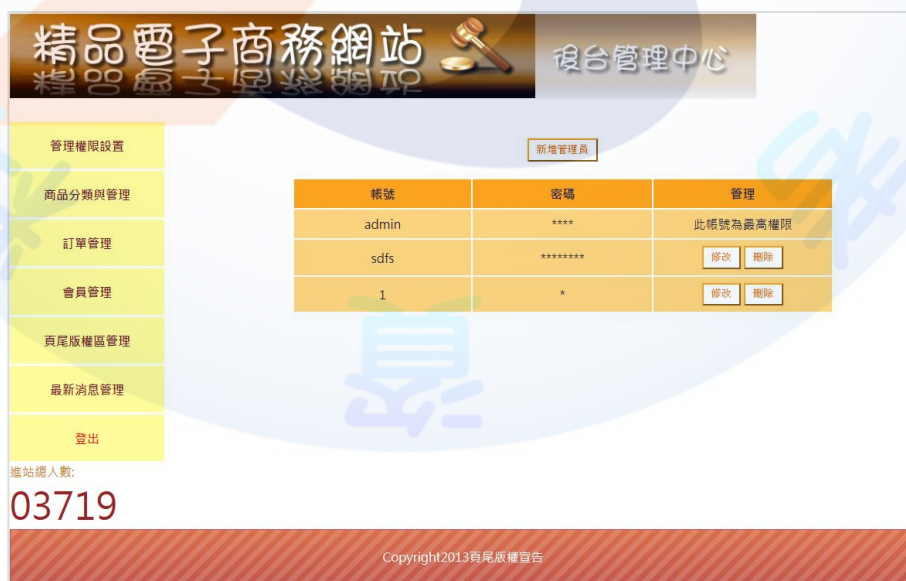 精品電子商務網站 後台管理中心
管理權限設置
商品分類與管理
訂單管理
會員管理
頁尾版權區管理
最新消息管理
登出
進站總人數:
03719
新增管理員
帳號 密碼 管理
admin **** 此帳號為最高權限
sdfs ******** 修改 刪除
1 * 修改 刪除
資
Copyright2013頁尾版權宣告